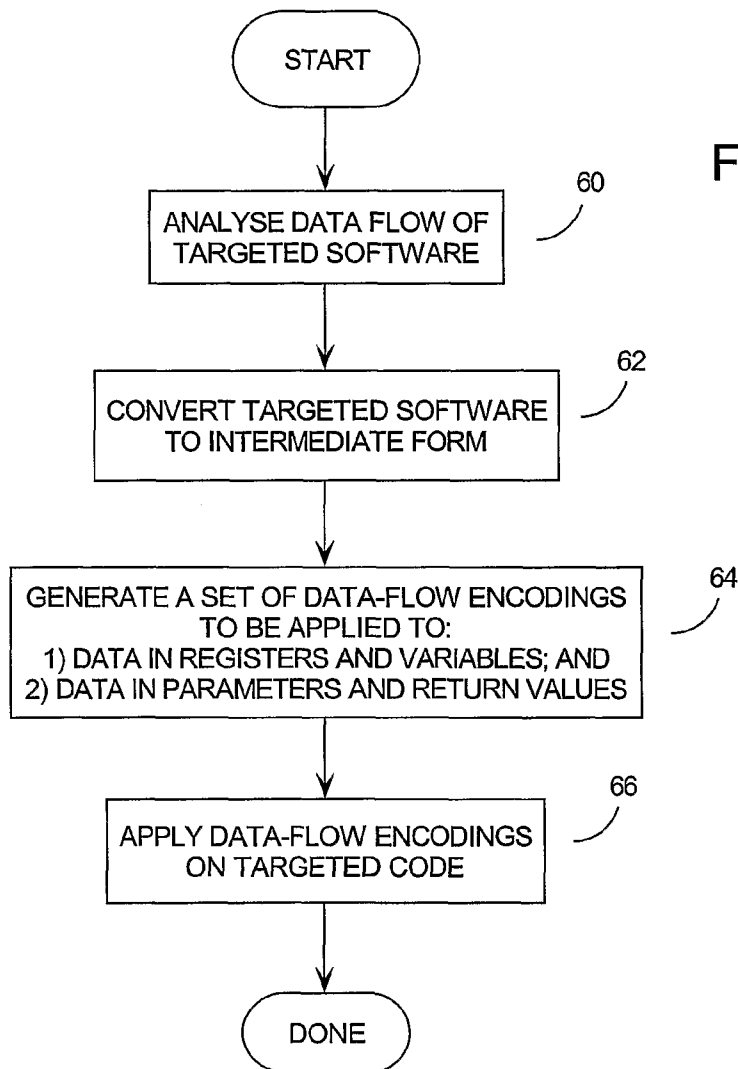 START
F
60
ANALYSE DATA FLOW OF
TARGETED SOFTWARE
62
CONVERT TARGETED SOFTWARE
TO INTERMEDIATE FORM
64
GENERATE A SET OF DATA-FLOW ENCODINGS
TO BE APPLIED TO:
1) DATA IN REGISTERS AND VARIABLES; AND
2) DATA IN PARAMETERS AND RETURN VALUES
66
APPLY DATA-FLOW ENCODINGS
ON TARGETED CODE
DONE